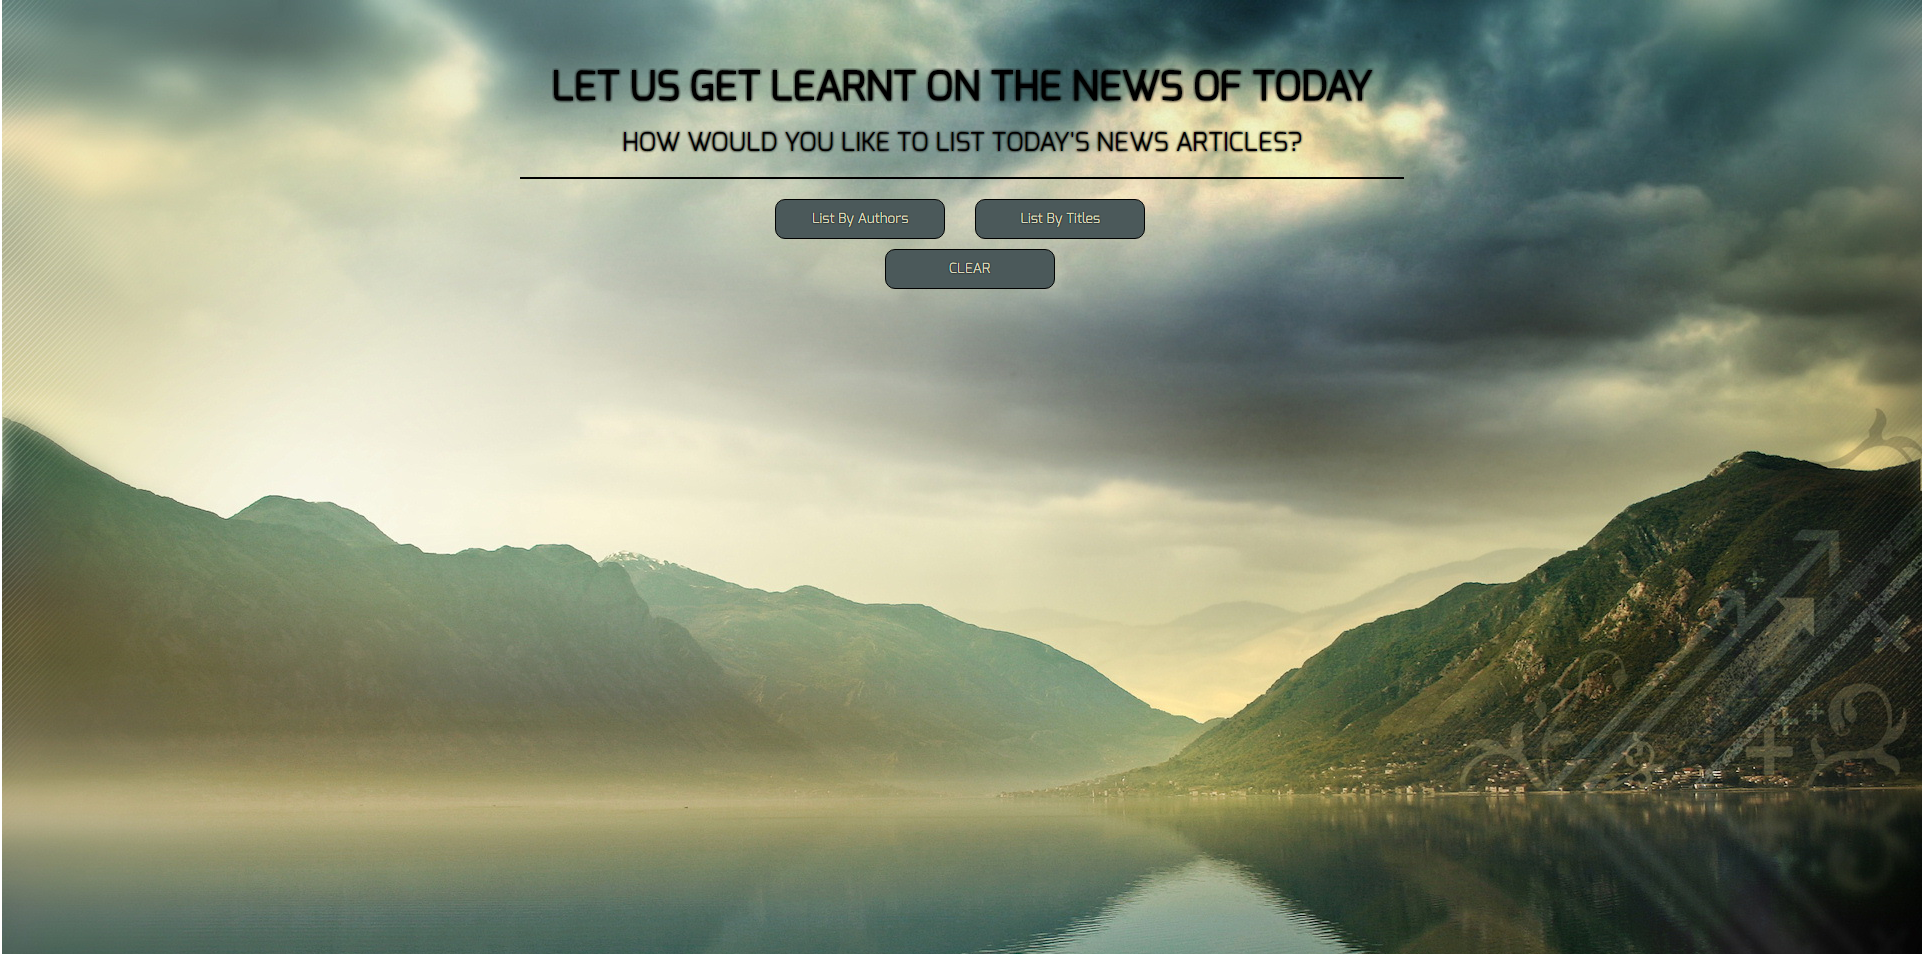 LET US GET LEARNT ON THE NEWS OF TODAY
HOW WOULD YOU LIKE TO LIST TODAY'S NEWS ARTICLES?
List By Authors
List By Titles
CLEAR